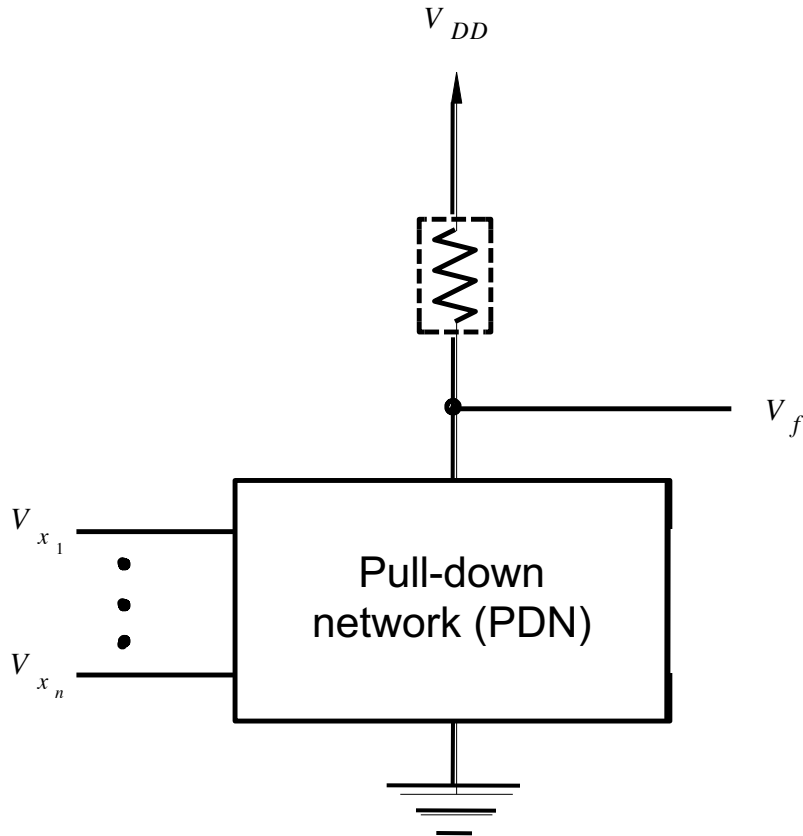 V DD
V f
V x 1
Pull-down
network (PDN)
V x n